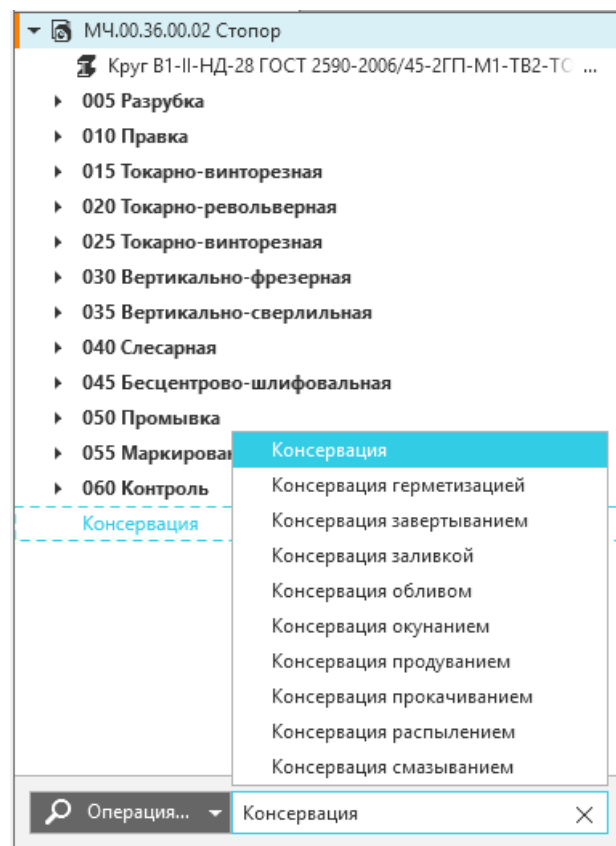 МЧ.00.36.00.02 Стопор
Круг В1-II-НД-28 ГОСТ 2590-2006/45-2ГП-М1-ТВ2-ТС ...
005 Разрубка
010 Правка
015 Токарно-винторезная
020 Токарно-револьверная
025 Токарно-винторезная
030 Вертикально-фрезерная
035 Вертикально-сверлильная
040 Слесарная
045 Бесцентрово-шлифовальная
050 Промывка
055 Маркирован
060 Контроль
Консервация
Консервация
Консервация герметизацией
Консервация завертыванием
Консервация заливкой
Консервация обливом
Консервация окунанием
Консервация продуванием
Консервация прокачиванием
Консервация распылением
Консервация смазыванием
Операция... Консервация